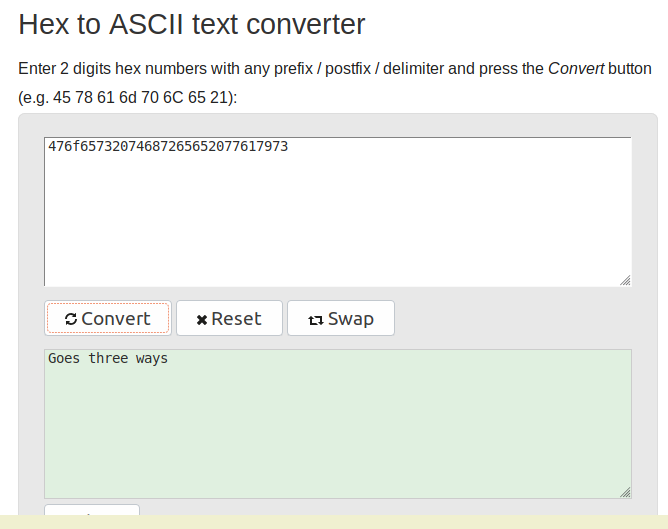 Hex to ASCII text converter
Enter 2 digits hex numbers with any prefix / postfix / delimiter and press the Convert button
(e.g. 45 78 61 6d 70 6C 65 21):
476f65732074687265652077617973
Convert Reset Swap
Goes three ways